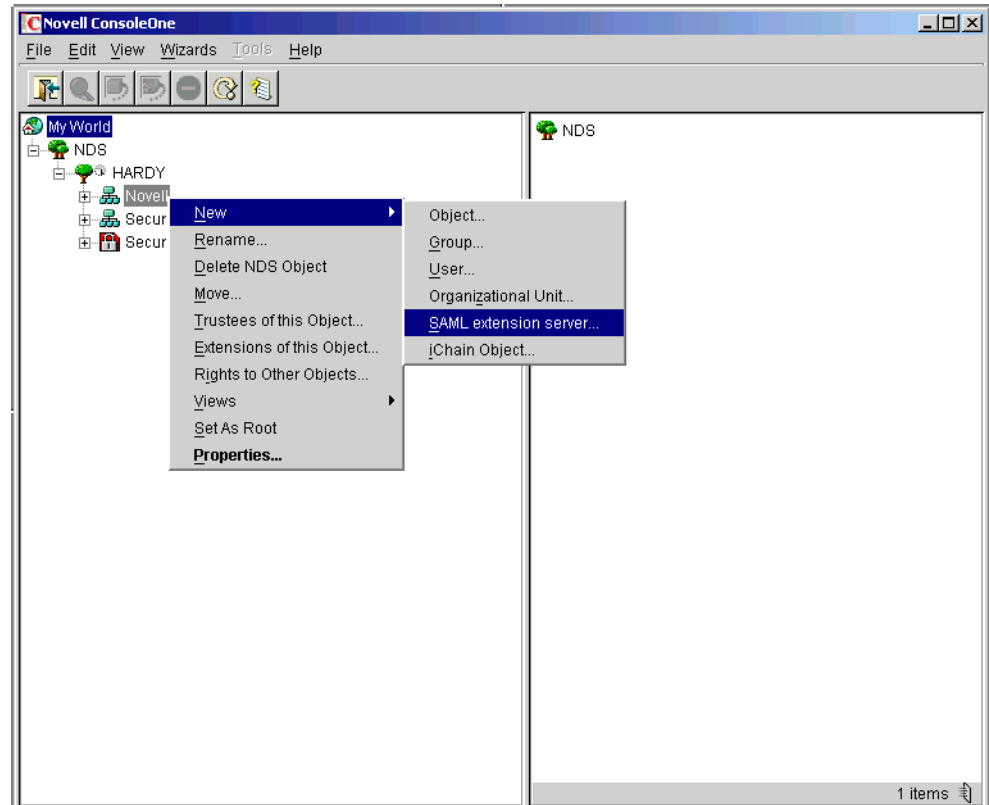 Novell ConsoleOne
File Edit View Wizards Tools Help
My World
NDS
HARDY
Novell
Secur
Secur
New
Rename...
Delete NDS Object
Move...
Trustees of this Object...
Extensions of this Object...
Rights to Other Objects...
Views
Set As Root
Properties...
Object...
Group...
User...
Organizational Unit...
SAML extension server...
iChain Object...
NDS
1 items